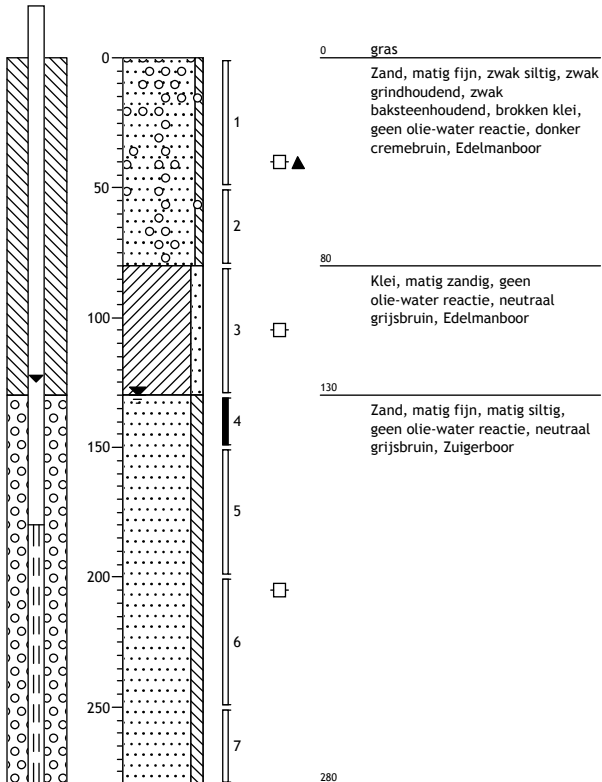 0
50
100
150
200
250
1
2
3
4
5
6
7
0 gras
Zand, matig fijn, zwak siltig, zwak
grindhoudend, zwak
baksteenhoudend, brokken klei,
geen olie-water reactie, donker
cremebruin, Edelmanboor
80
Klei, matig zandig, geen
olie-water reactie, neutraal
grijsbruin, Edelmanboor
130
Zand, matig fijn, matig siltig,
geen olie-water reactie, neutraal
grijsbruin, Zuigerboor
280